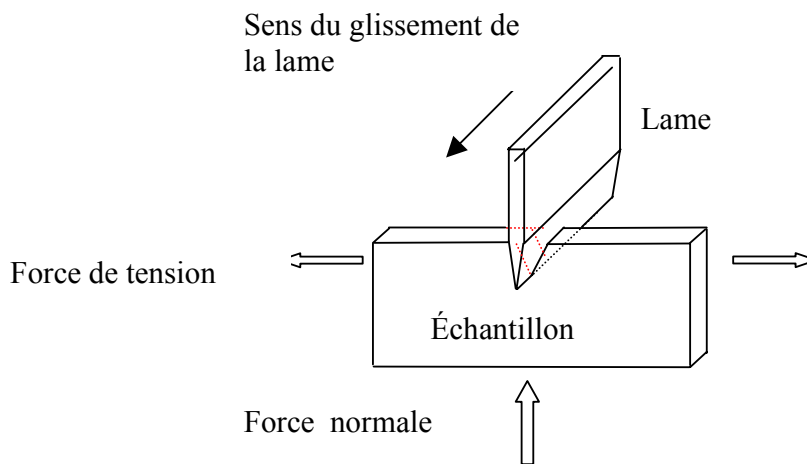 Sens du glissement de
la lame
Lame
Force de tension
Échantillon
Force normale